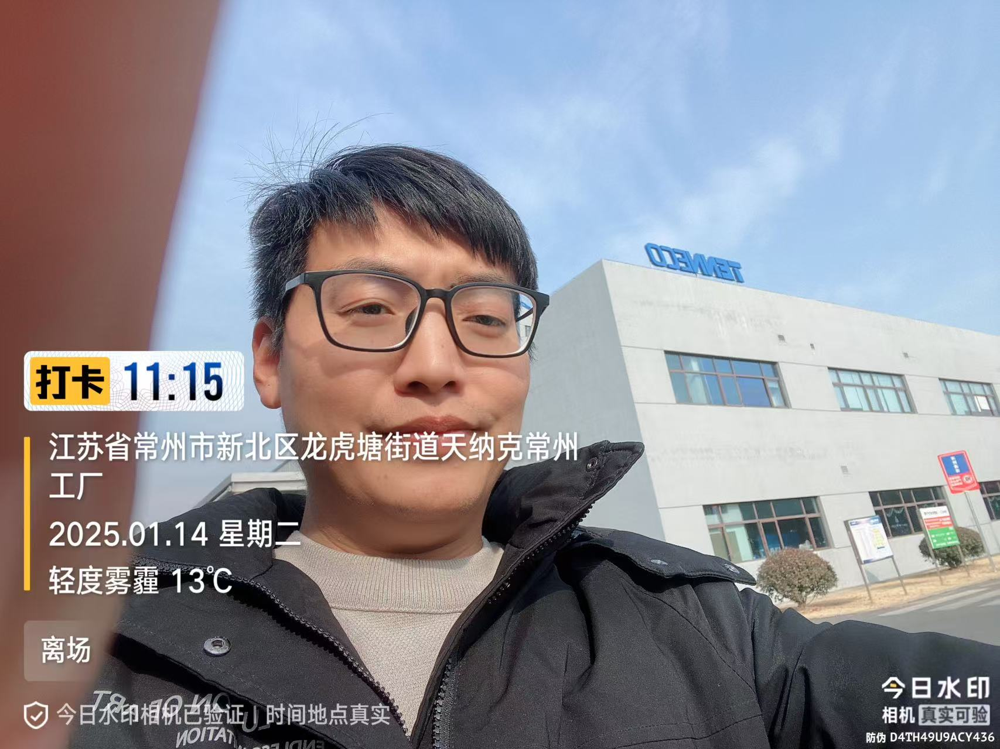 TENNECO
打卡 11:15
江苏省常州市新北区龙虎塘街道天纳克常州
工厂
2025.01.14 星期二
轻度雾霾 13℃
离场
今日水印相机已验证 | 时间地点真实
今日水印
相机 真实可验
防伪 D4TH49U9ACY436